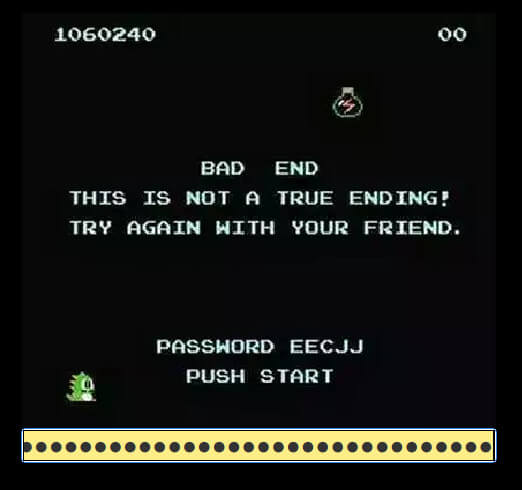 1060240 00
BAD END
THIS IS NOT A TRUE ENDING!
TRY AGAIN WITH YOUR FRIEND.
PASSWORD EECJJ
PUSH START